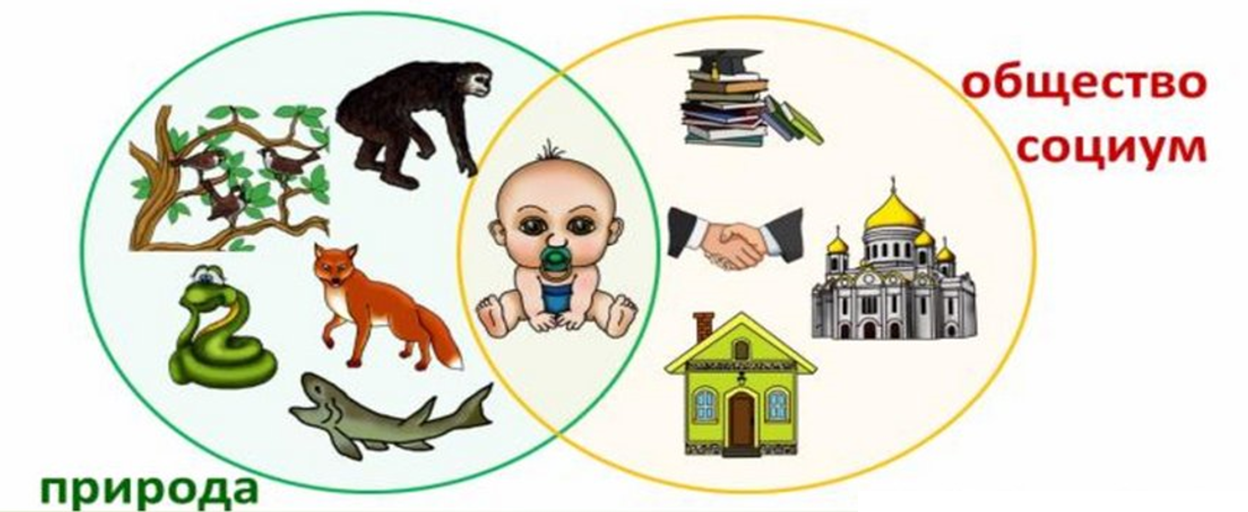 общество
социум
природа